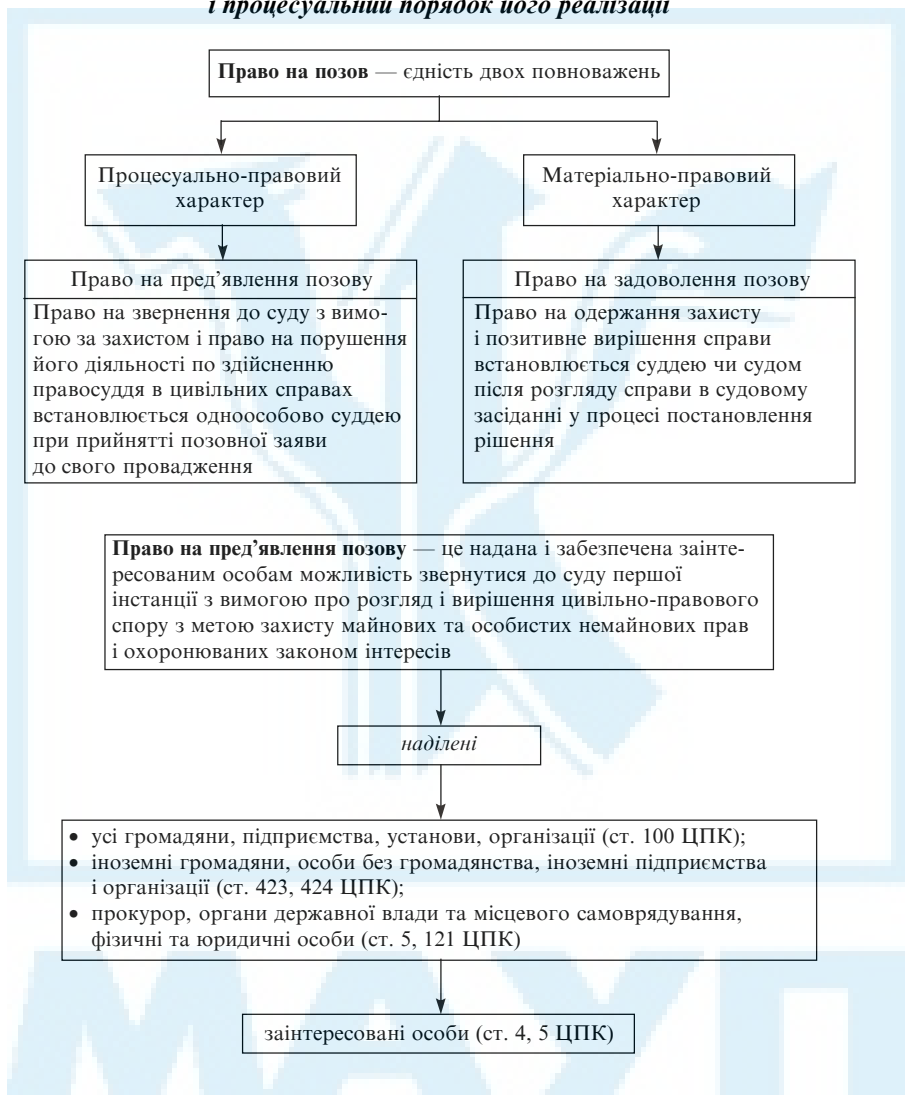 і процесуальний порядок його реалізації
Право на позов — єдність двох повноважень
Процесуально-правовий
характер
Матеріально-правовий
характер
Право на пред’явлення позову
Право на звернення до суду з вимо-
гою за захистом і право на порушення
його діяльності по здійсненню
правосуддя в цивільних справах
встановлюється одноособово суддею
при прийнятті позовної заяви
до свого провадження
Право на задоволення позову
Право на одержання захисту
і позитивне вирішення справи
встановлюється суддею чи судом
після розгляду справи в судовому
засіданні у процесі постановлення
рішення
Право на пред’явлення позову — це надана і забезпечена заінте-
ресованим особам можливість звернутися до суду першої
інстанції з вимогою про розгляд і вирішення цивільно-правового
спору з метою захисту майнових та особистих немайнових прав
і охоронюваних законом інтересів
наділені
• усі громадяни, підприємства, установи, організації (ст. 100 ЦПК);
• іноземні громадяни, особи без громадянства, іноземні підприємства
і організації (ст. 423, 424 ЦПК);
• прокурор, органи державної влади та місцевого самоврядування,
фізичні та юридичні особи (ст. 5, 121 ЦПК)
заінтересовані особи (ст. 4, 5 ЦПК)
МАУП